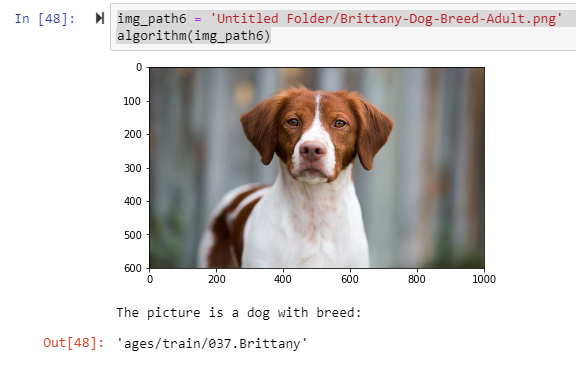 In [48]: img_path6 = 'Untitled Folder/Brittany-Dog-Breed-Adult.png'
algorithm(img_path6)
0
100
200
300
400
500
600
0 200 400 600 800 1000
The picture is a dog with breed:
Out[48]: 'ages/train/037.Brittany'